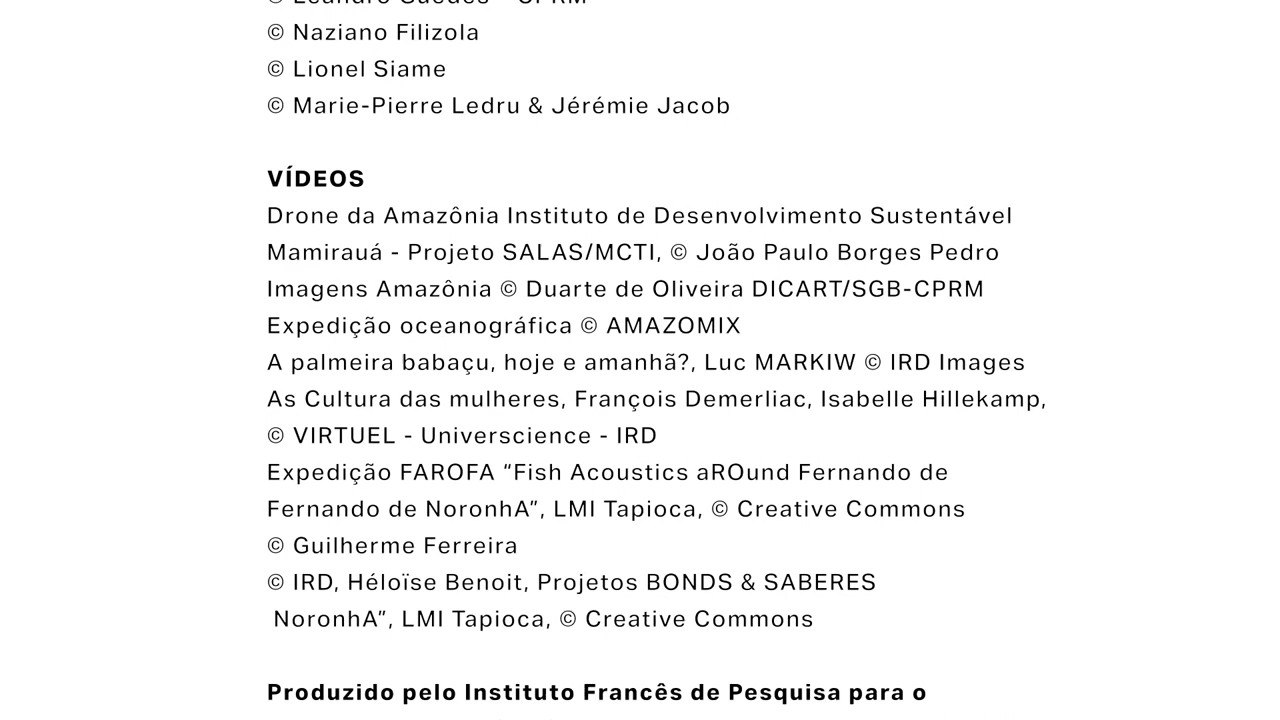 © Leandro Guedes - CPRM
© Naziano Filizola
© Lionel Siame
© Marie-Pierre Ledru & Jérémie Jacob
VÍDEOS
Drone da Amazônia Instituto de Desenvolvimento Sustentável
Mamirauá - Projeto SALAS/MCTI, © João Paulo Borges Pedro
Imagens Amazônia © Duarte de Oliveira DICART/SGB-CPRM
Expedição oceanográfica © AMAZOMIX
A palmeira babaçu, hoje e amanhã?, Luc MARKIW © IRD Images
As Cultura das mulheres, François Demerliac, Isabelle Hillekamp,
© VIRTUEL - Universcience - IRD
Expedição FAROFA “Fish Acoustics aROund Fernando de
Fernando de NoronhA”, LMI Tapioca, © Creative Commons
© Guilherme Ferreira
© IRD, Héloïse Benoit, Projetos BONDS & SABERES
NoronhA”, LMI Tapioca, © Creative Commons
Produzido pelo Instituto Francês de Pesquisa para o